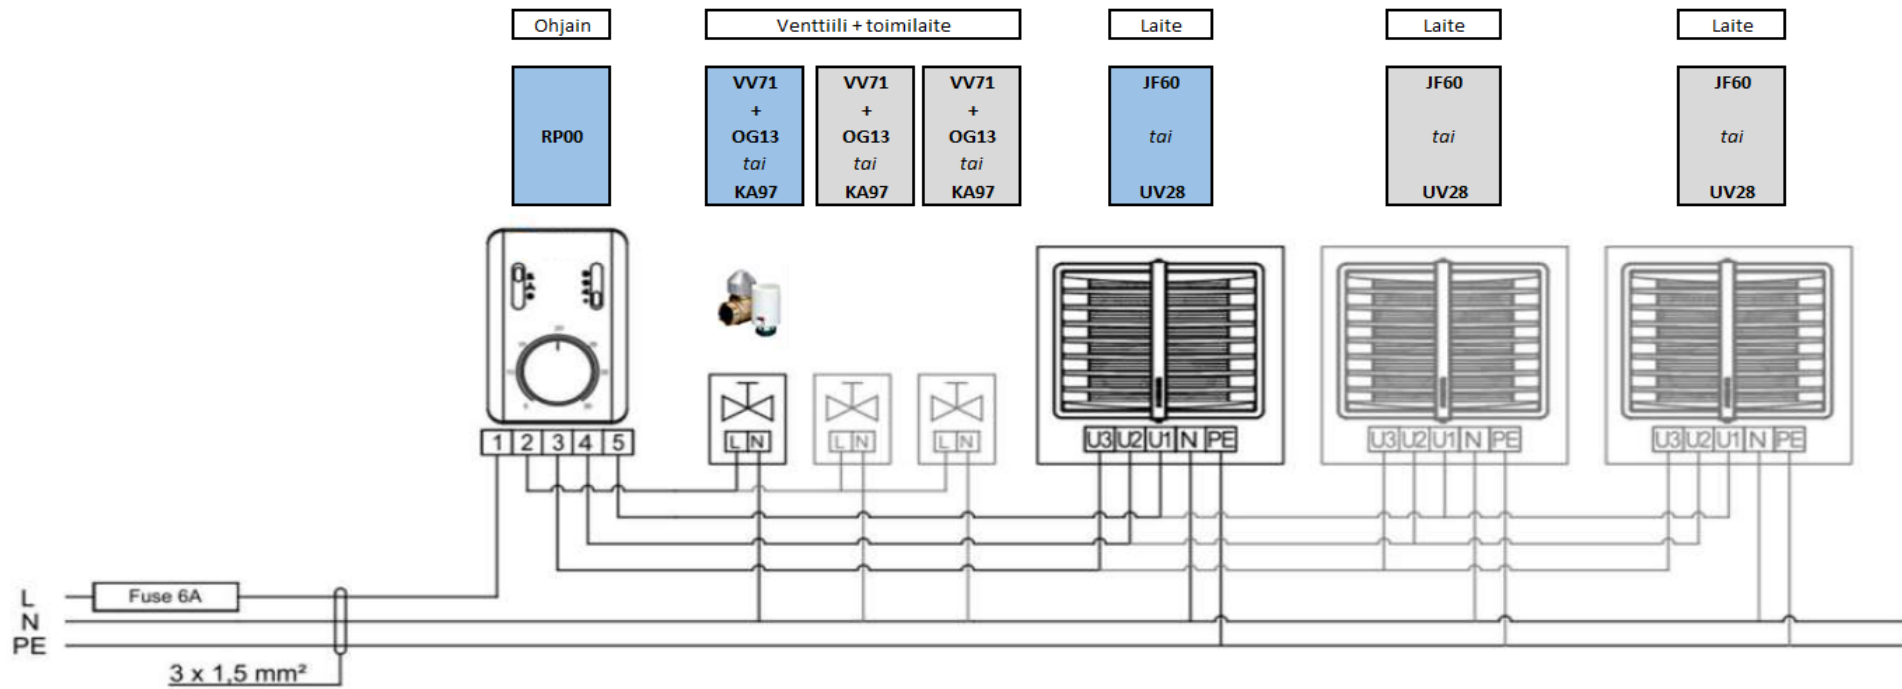 Ohjain
Venttiili + toimilaite
Laite
Laite
Laite
RP00
VV71
+
OG13
tai
KA97
VV71
+
OG13
tai
KA97
VV71
+
OG13
tai
KA97
JF60
tai
UV28
JF60
tai
UV28
JF60
tai
UV28
1 2 3 4 5
L N
L N
L N
U3 U2 U1 N PE
U3 U2 U1 N PE
U3 U2 U1 N PE
L
Fuse 6A
N
PE
3 x 1,5 mm²